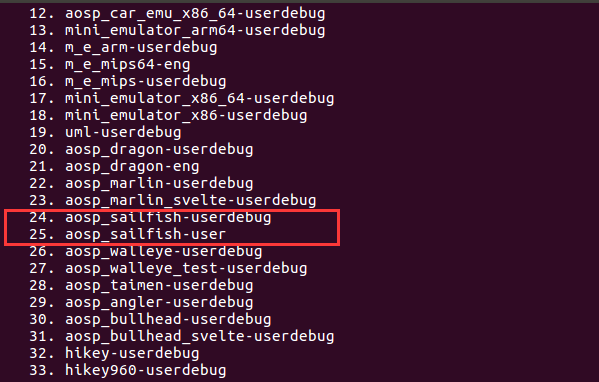 12. aosp_car_emu_x86_64-userdebug
13. mini_emulator_arm64-userdebug
14. m_e_arm-userdebug
15. m_e_mips64-eng
16. m_e_mips-userdebug
17. mini_emulator_x86_64-userdebug
18. mini_emulator_x86-userdebug
19. uml-userdebug
20. aosp_dragon-userdebug
21. aosp_dragon-eng
22. aosp_marlin-userdebug
23. aosp_marlin_svelte-userdebug
24. aosp_sailfish-userdebug
25. aosp_sailfish-user
26. aosp_walleye-userdebug
27. aosp_walleye_test-userdebug
28. aosp_taimen-userdebug
29. aosp_angler-userdebug
30. aosp_bullhead-userdebug
31. aosp_bullhead_svelte-userdebug
32. hikey-userdebug
33. hikey960-userdebug